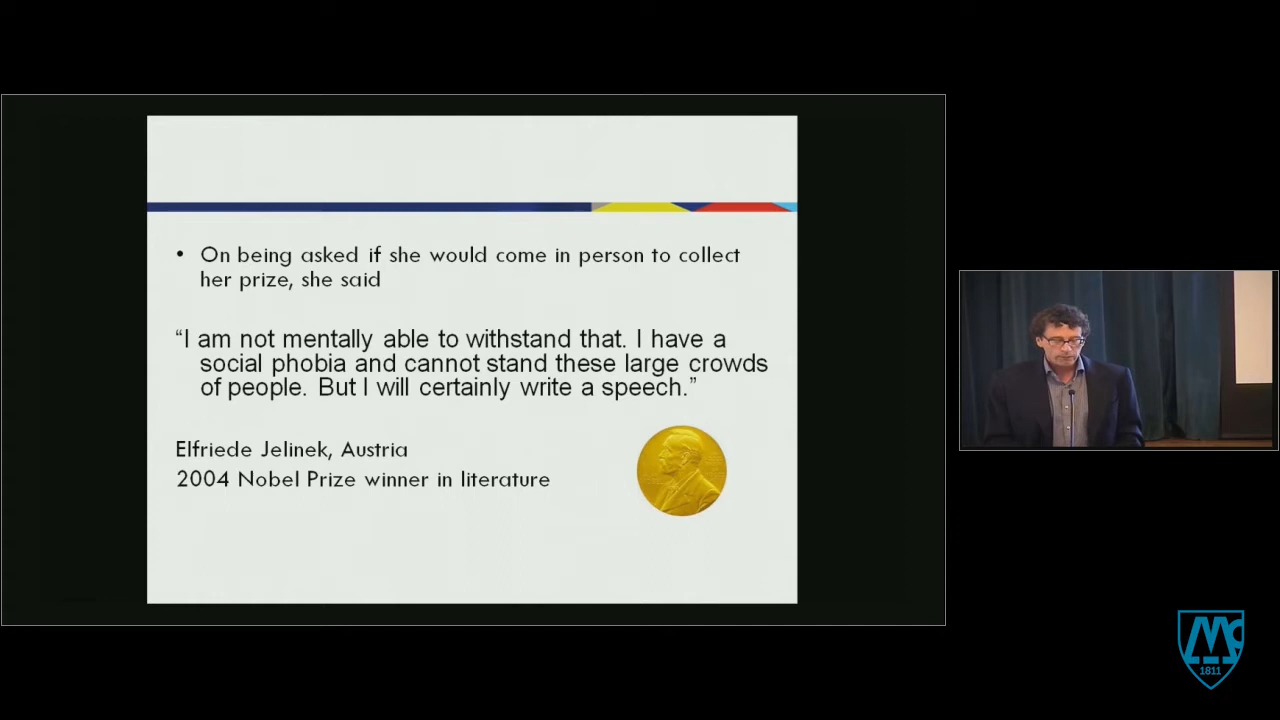 • On being asked if she would come in person to collect
her prize, she said
“I am not mentally able to withstand that. I have a
social phobia and cannot stand these large crowds
of people. But I will certainly write a speech.”
Elfriede Jelinek, Austria
2004 Nobel Prize winner in literature
1811